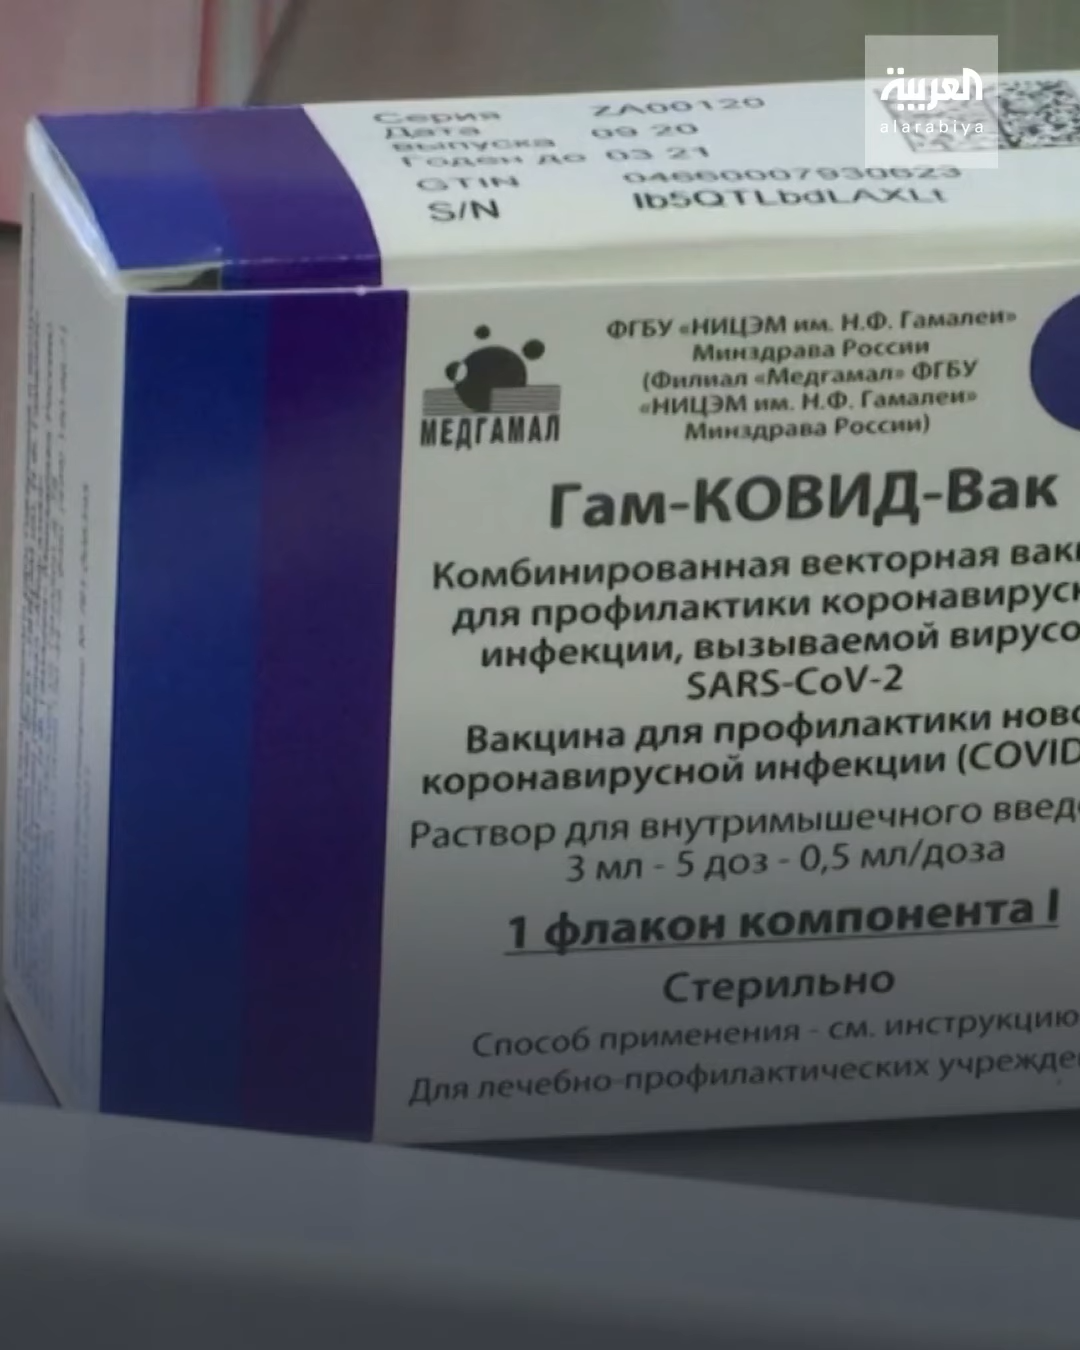 العربية
alarabiya
Серия ZA00120
Дата
выпуска 09 20
Годен до 03 21
GTIN 04660007930623
S/N Ib5QTLbdLAXLt
МЕДГАМАЛ
ФГБУ «НИЦЭМ им. Н.Ф. Гамалеи»
Минздрава России
(Филиал «Медгамал» ФГБУ
«НИЦЭМ им. Н.Ф. Гамалеи»
Минздрава России)
Гам-КОВИД-Вак
Комбинированная векторная вак
для профилактики коронавирус
инфекции, вызываемой вирусо
SARS-CoV-2
Вакцина для профилактики ново
коронавирусной инфекции (COVID
Раствор для внутримышечного введе
3 мл - 5 доз - 0,5 мл/доза
1 флакон компонента I
Стерильно
Способ применения - см. инструкцию
Для лечебно-профилактических учрежде